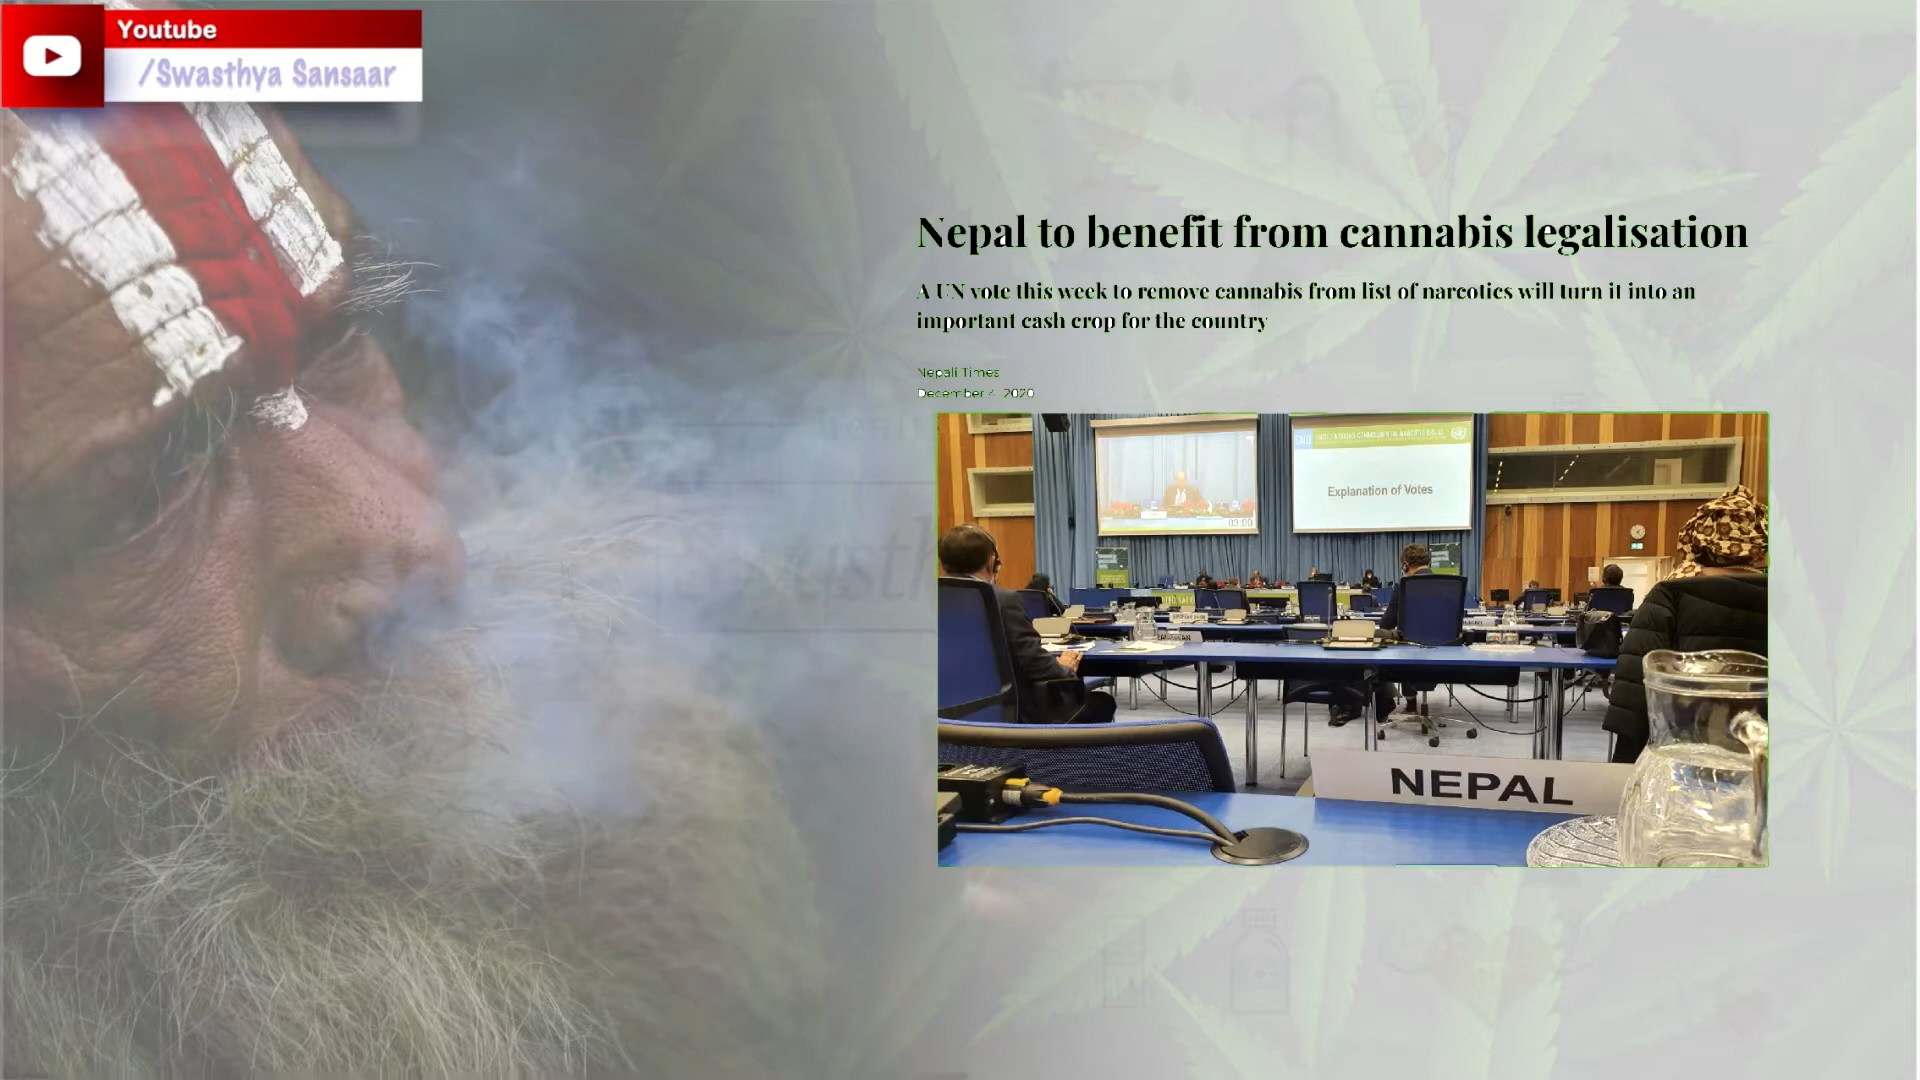 Youtube
/Swasthya Sansaar
Nepal to benefit from cannabis legalisation
A UN vote this week to remove cannabis from list of narcotics will turn it into an
important cash crop for the country
Nepali Times
December 4, 2020
03:00
Explanation of Votes
NEPAL